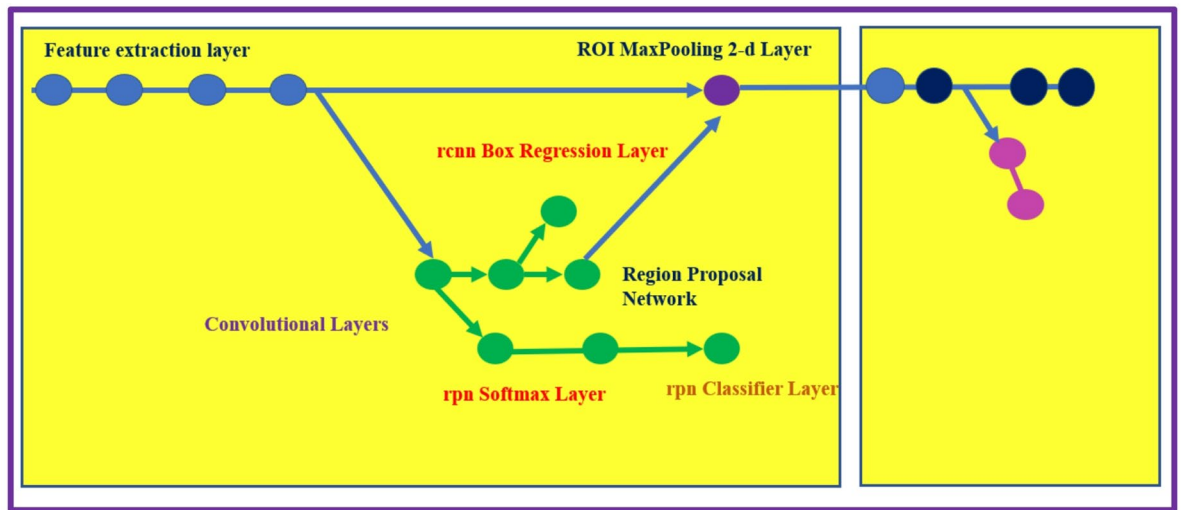 Feature extraction layer
ROI MaxPooling 2-d Layer
rcnn Box Regression Layer
Region Proposal
Network
Convolutional Layers
rpn Softmax Layer
rpn Classifier Layer